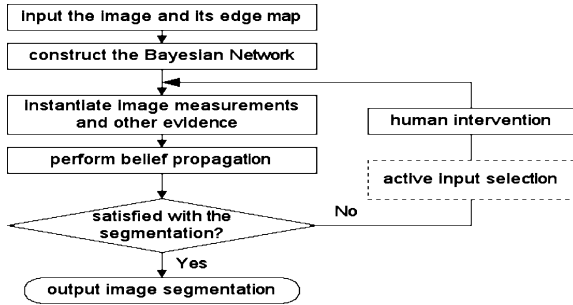 input the image and its edge map
construct the Bayesian Network
instantiate image measurements
and other evidence
perform belief propagation
satisfied with the
segmentation?
Yes
output image segmentation
No
active input selection
human intervention